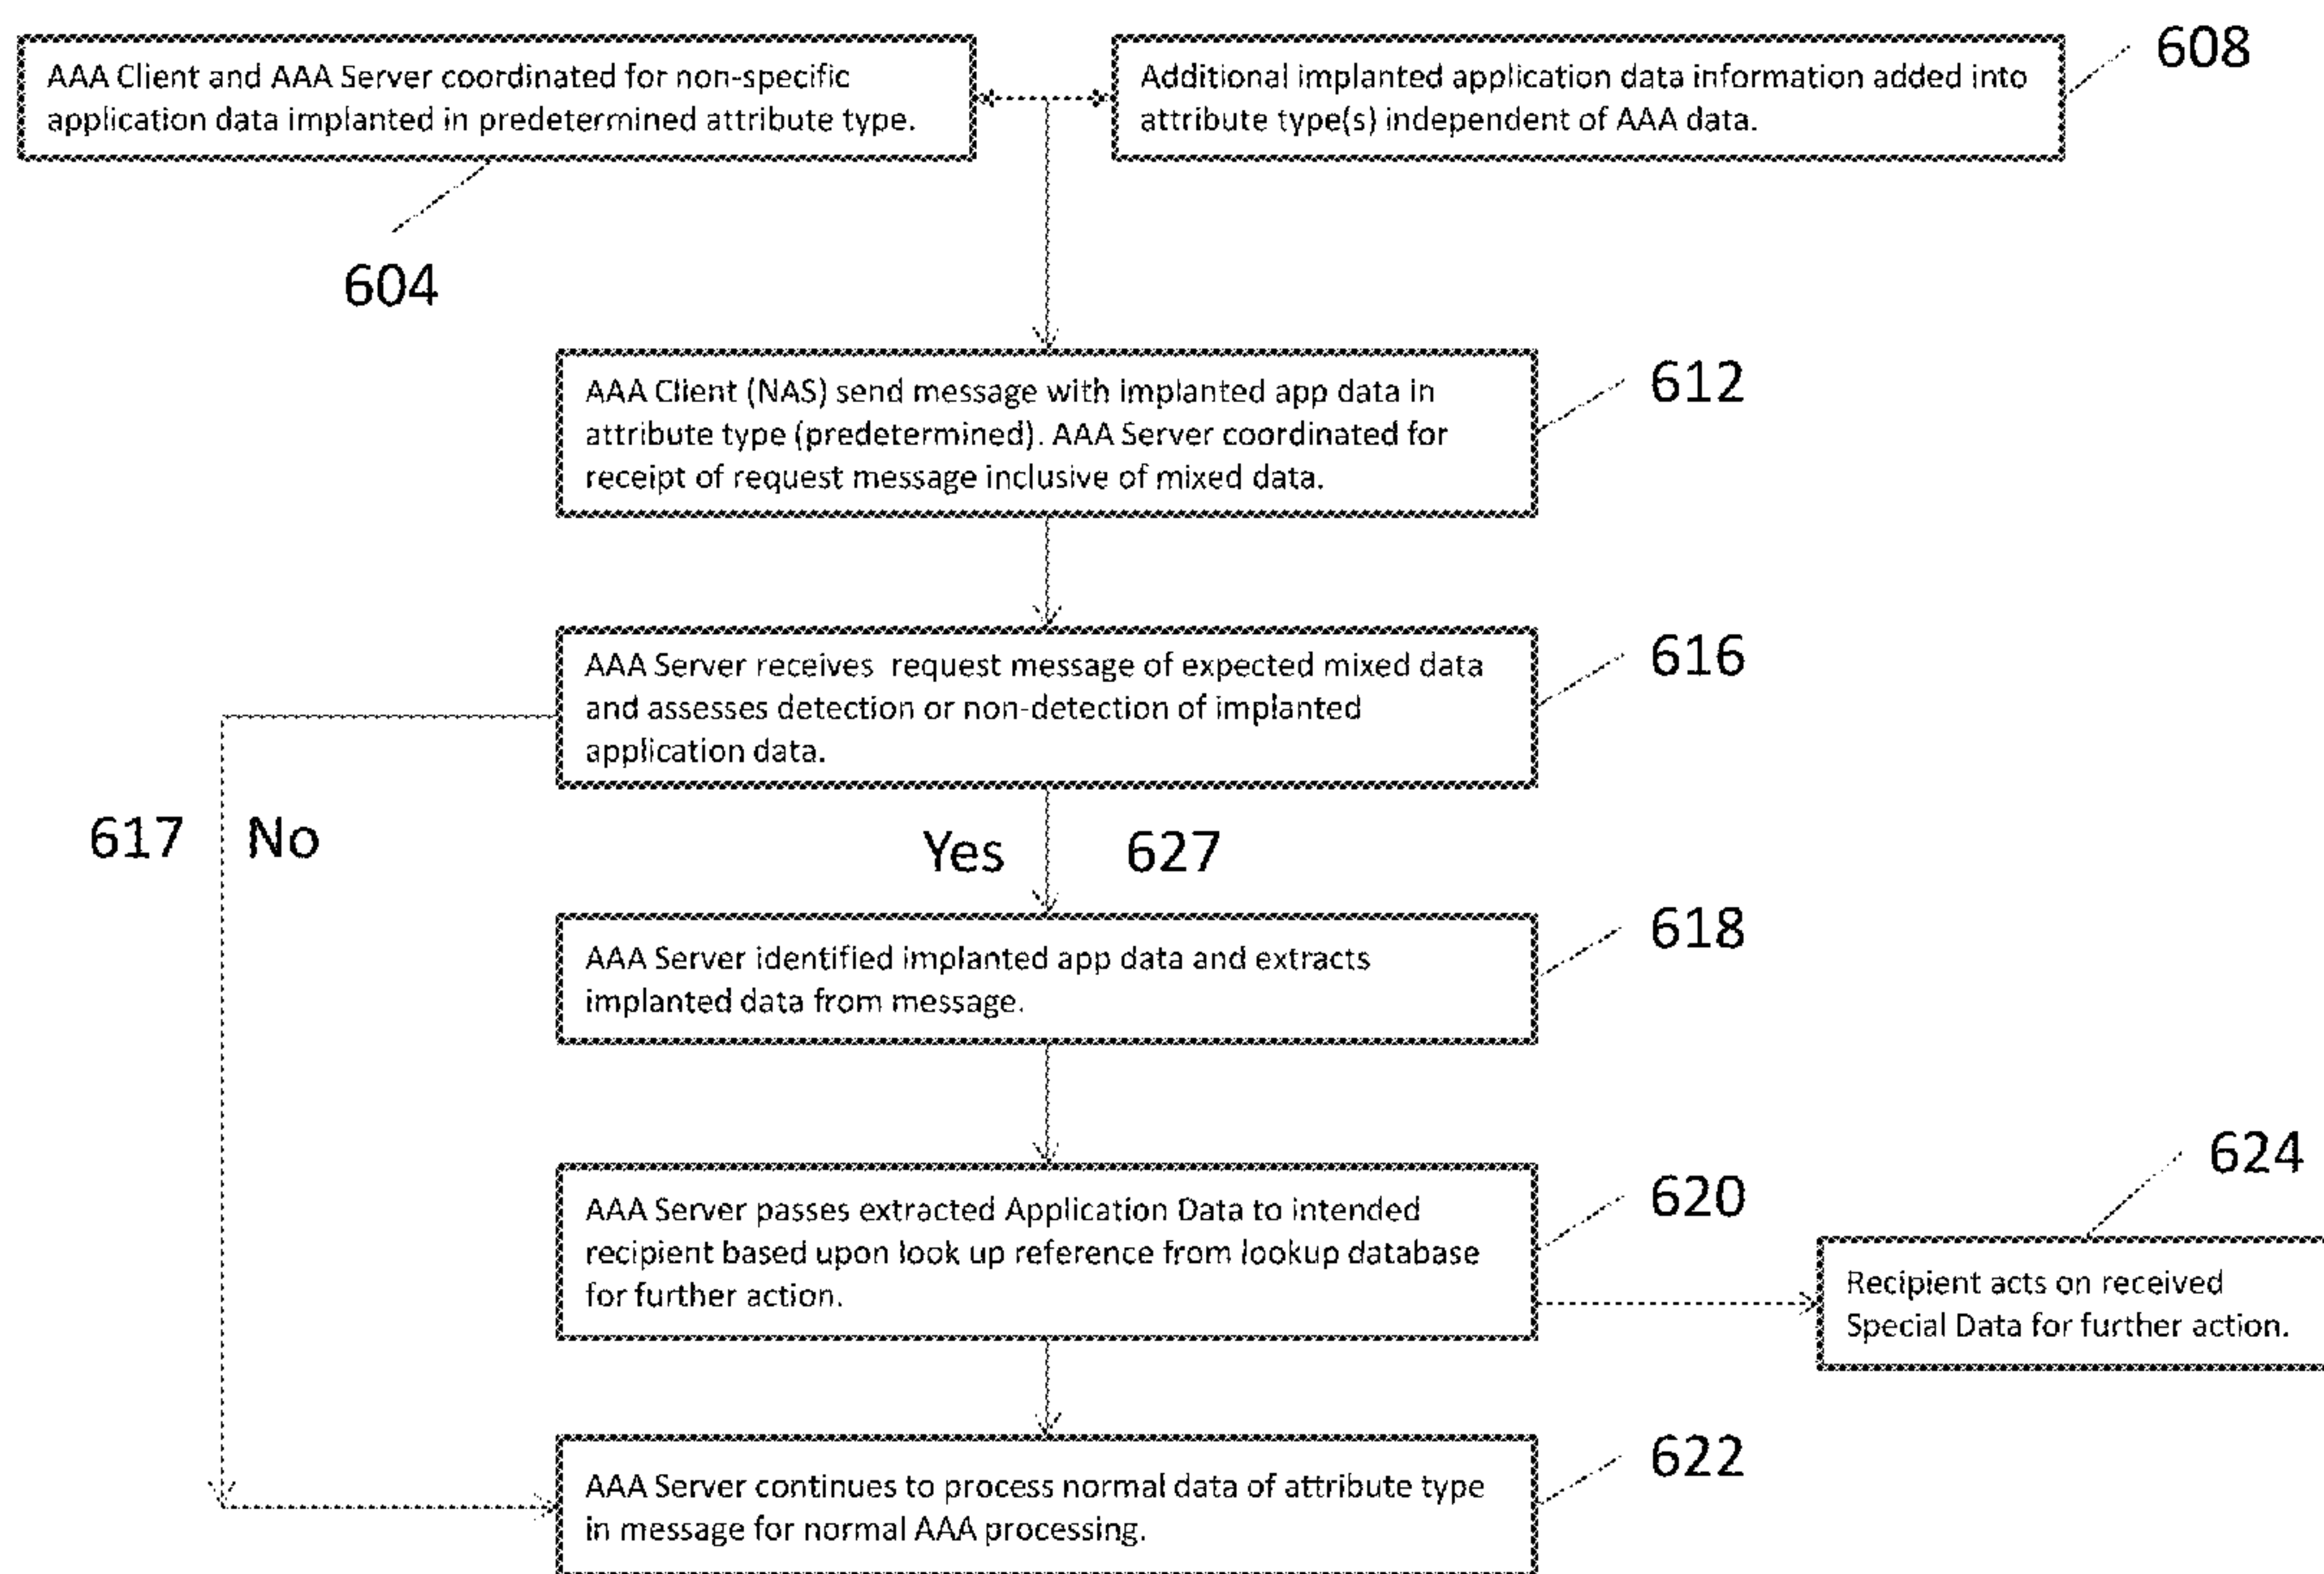 608
AAA Client and AAA Server coordinated for non-specific
application data implanted in predetermined attribute type.
Additional implanted application data information added into
attribute type(s) independent of AAA data.
604
612
AAA Client (NAS) send message with implanted app data in
attribute type (predetermined). AAA Server coordinated for
receipt of request message inclusive of mixed data.
616
AAA Server receives request message of expected mixed data
and assesses detection or non-detection of implanted
application data.
617 No
Yes 627
618
AAA Server identified implanted app data and extracts
implanted data from message.
620
AAA Server passes extracted Application Data to intended
recipient based upon look up reference from lookup database
for further action.
624
Recipient acts on received
Special Data for further action.
622
AAA Server continues to process normal data of attribute type
in message for normal AAA processing.